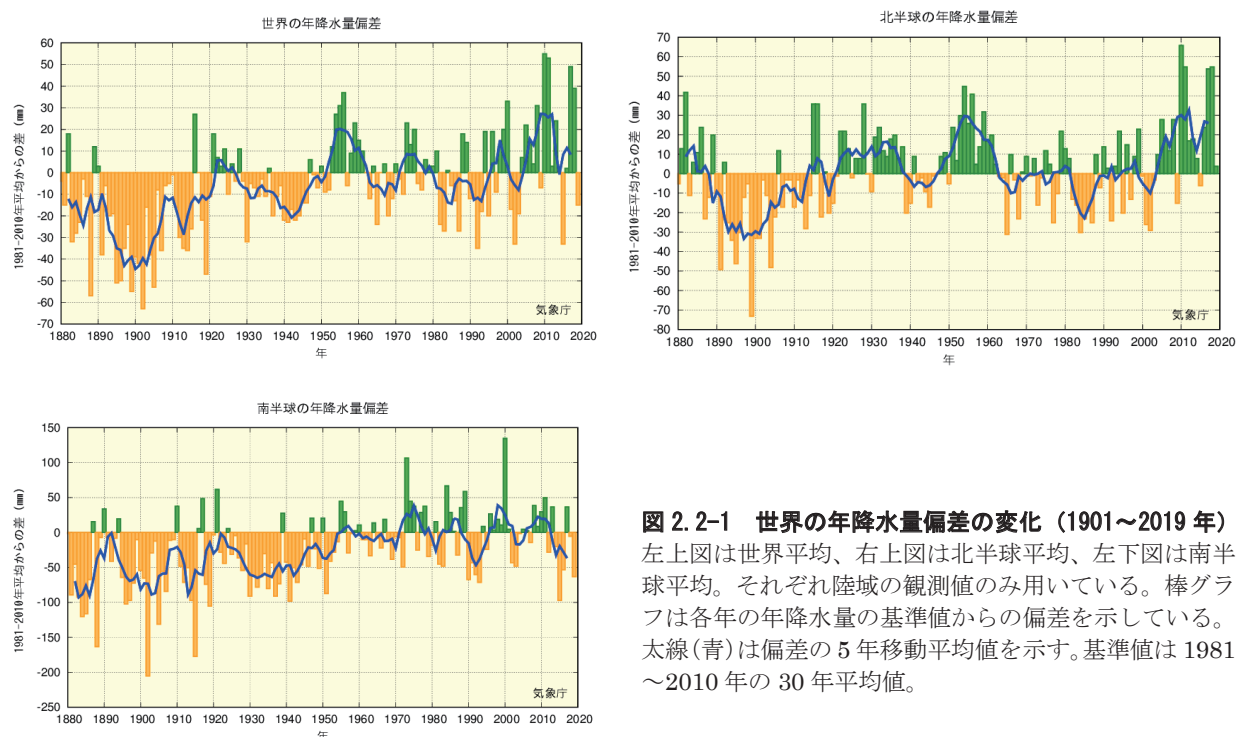 世界の年降水量偏差
1981-2010年平均からの差 (mm)
60
50
40
30
20
10
0
-10
-20
-30
-40
-50
-60
-70
気象庁
1880 1890 1900 1910 1920 1930 1940 1950 1960 1970 1980 1990 2000 2010 2020
年
北半球の年降水量偏差
1981-2010年平均からの差 (mm)
70
60
50
40
30
20
10
0
-10
-20
-30
-40
-50
-60
-70
-80
気象庁
1880 1890 1900 1910 1920 1930 1940 1950 1960 1970 1980 1990 2000 2010 2020
年
南半球の年降水量偏差
1981-2010年平均からの差 (mm)
150
100
50
0
-50
-100
-150
-200
-250
気象庁
1880 1890 1900 1910 1920 1930 1940 1950 1960 1970 1980 1990 2000 2010 2020
年
図 2.2-1 世界の年降水量偏差の変化（1901～2019 年）
左上図は世界平均、右上図は北半球平均、左下図は南半
球平均。それぞれ陸域の観測値のみ用いている。棒グラ
フは各年の年降水量の基準値からの偏差を示している。
太線（青）は偏差の 5 年移動平均値を示す。基準値は 1981
～2010 年の 30 年平均値。